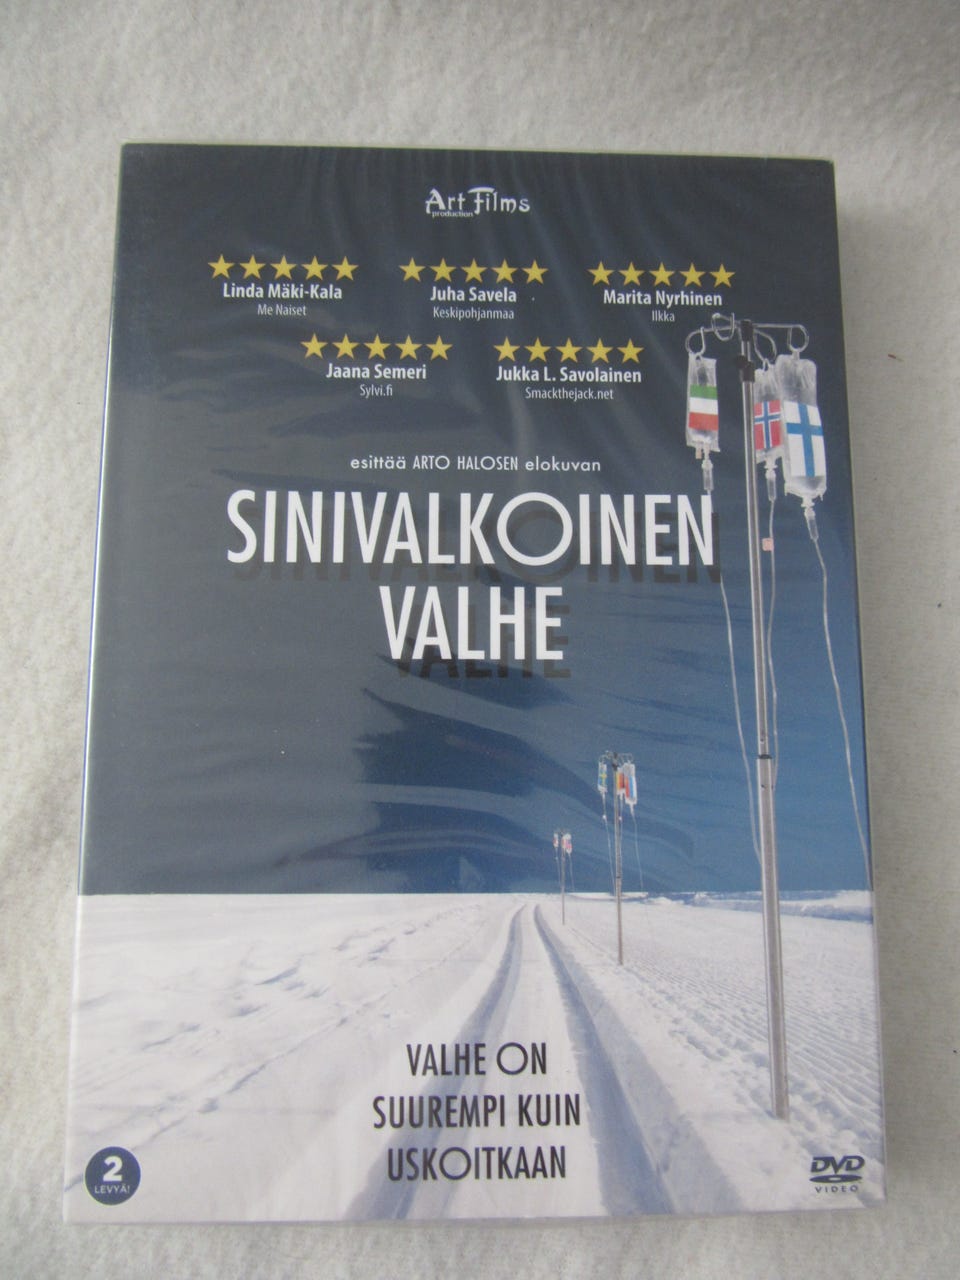 Art Films
production
Linda Mäki-Kala
Me Naiset
Juha Savela
Keskipohjanmaa
Marita Nyrhinen
Ilkka
Jaana Semeri
Sylvi.fi
Jukka L. Savolainen
Smackthejack.net
esittää ARTO HALOSEN elokuvan
SINIVALKOINEN
VALHE
VALHE ON
SUUREMPI KUIN
USKOITKAAN
2
LEVYÄ!
DVD
VIDEO